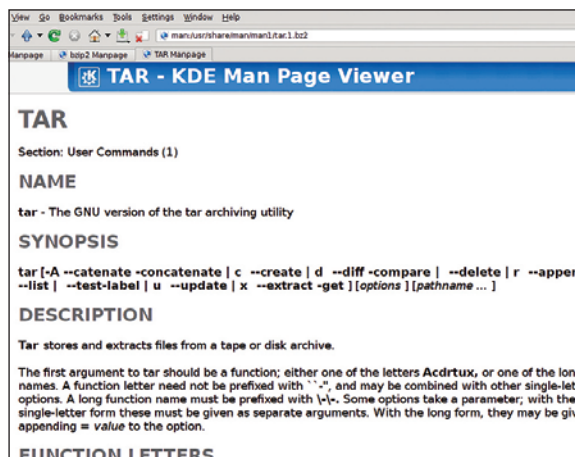 View Go Bookmarks Tools Settings Window Help
man:/usr/share/man/man1/tar.1.bz2
Manpage bzip2 Manpage TAR Manpage
TAR - KDE Man Page Viewer
TAR
Section: User Commands (1)
NAME
tar - The GNU version of the tar archiving utility
SYNOPSIS
tar [-A --catenate -concatenate | c --create | d --diff -compare | --delete | r --appen
--list | --test-label | u --update | x --extract -get ] [options ] [pathname ... ]
DESCRIPTION
Tar stores and extracts files from a tape or disk archive.
The first argument to tar should be a function; either one of the letters Acdrtux, or one of the lon
names. A function letter need not be prefixed with ``-'', and may be combined with other single-let
options. A long function name must be prefixed with \-\-. Some options take a parameter; with the
single-letter form these must be given as separate arguments. With the long form, they may be giv
appending = value to the option.
FUNCTION LETTERS